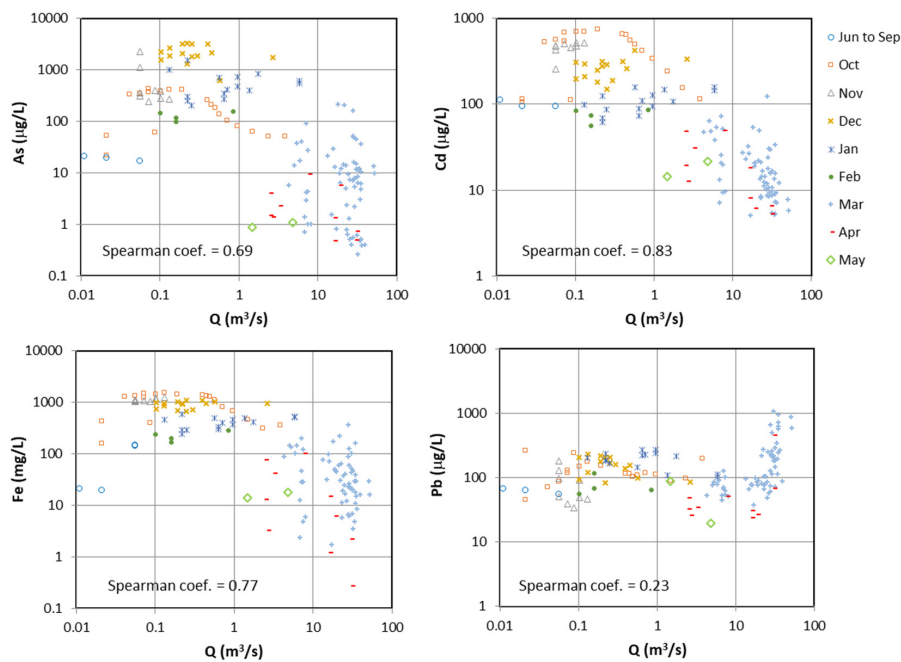 10000
1000
100
10
1
0.1
As (µg/L)
Spearman coef. = 0.69
0.01 0.1 1 10 100
Q (m³/s)
1000
100
10
1
Cd (µg/L)
Spearman coef. = 0.83
0.01 0.1 1 10 100
Q (m³/s)
Jun to Sep
Oct
Nov
Dec
Jan
Feb
Mar
Apr
May
10000
1000
100
10
1
0.1
Fe (mg/L)
Spearman coef. = 0.77
0.01 0.1 1 10 100
Q (m³/s)
10000
1000
100
10
1
Pb (µg/L)
Spearman coef. = 0.23
0.01 0.1 1 10 100
Q (m³/s)